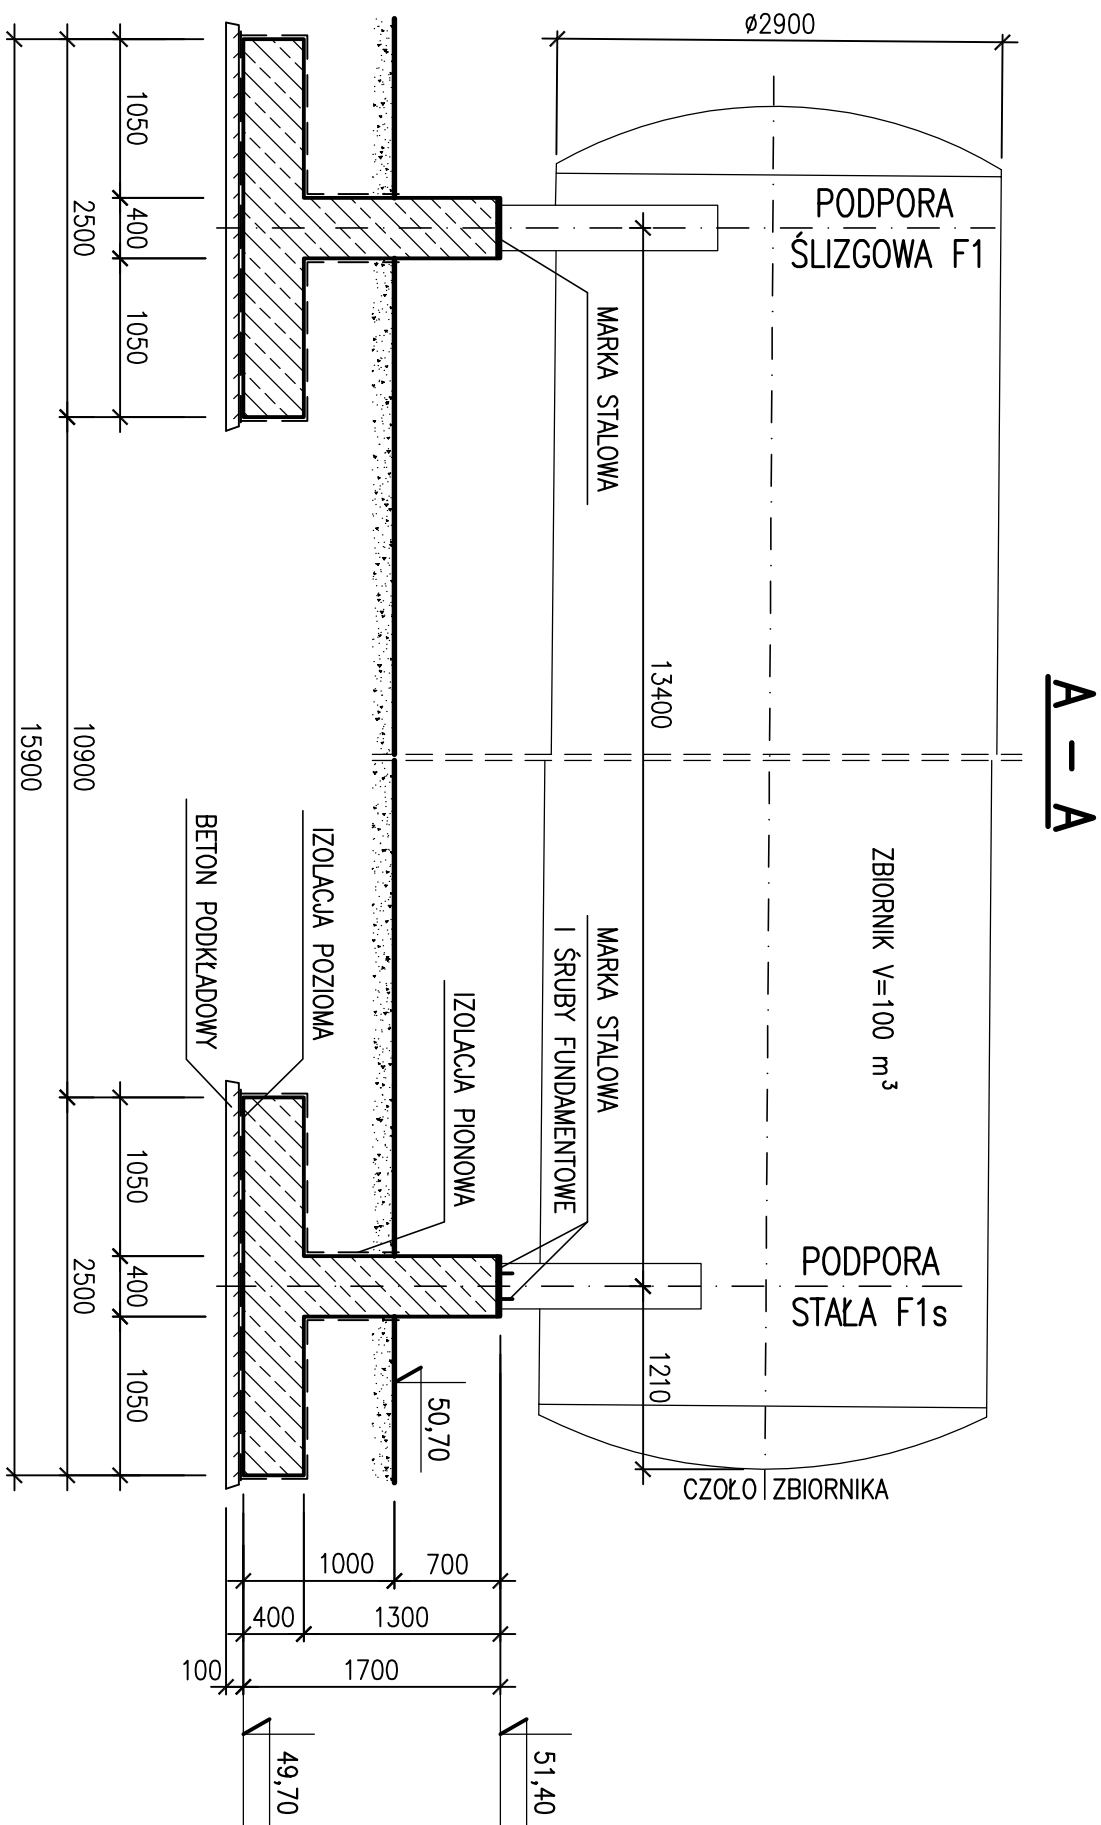 A - A
ø2900
PODPORA
ŚLIZGOWA F1
ZBIORNIK V=100 m³
PODPORA
STAŁA F1s
13400
1210
CZOŁO ZBIORNIKA
MARKA STALOWA
MARKA STALOWA
I ŚRUBY FUNDAMENTOWE
IZOLACJA PIONOWA
IZOLACJA POZIOMA
BETON PODKŁADOWY
50,70
51,40
49,70
1000
700
400
1300
100
1700
1050
400
1050
1050
400
1050
2500
10900
2500
15900